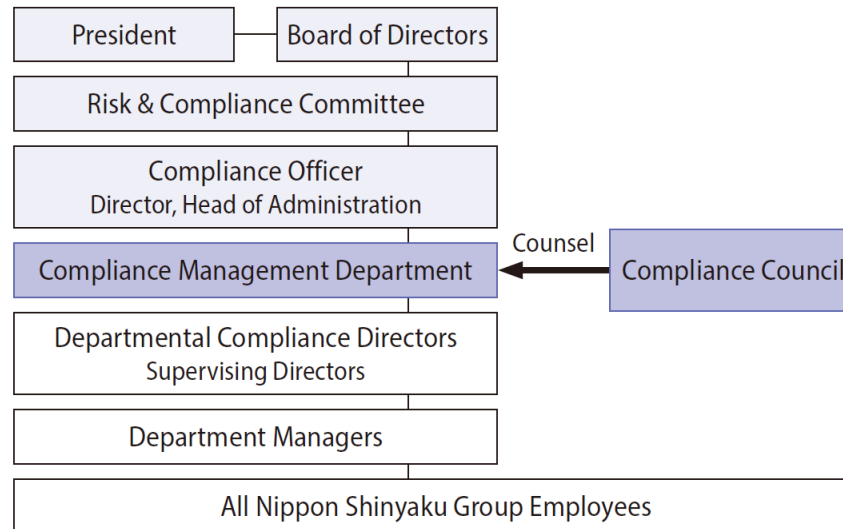 President
Board of Directors
Risk & Compliance Committee
Compliance Officer
Director, Head of Administration
Counsel
Compliance Management Department
Compliance Council
Departmental Compliance Directors
Supervising Directors
Department Managers
All Nippon Shinyaku Group Employees